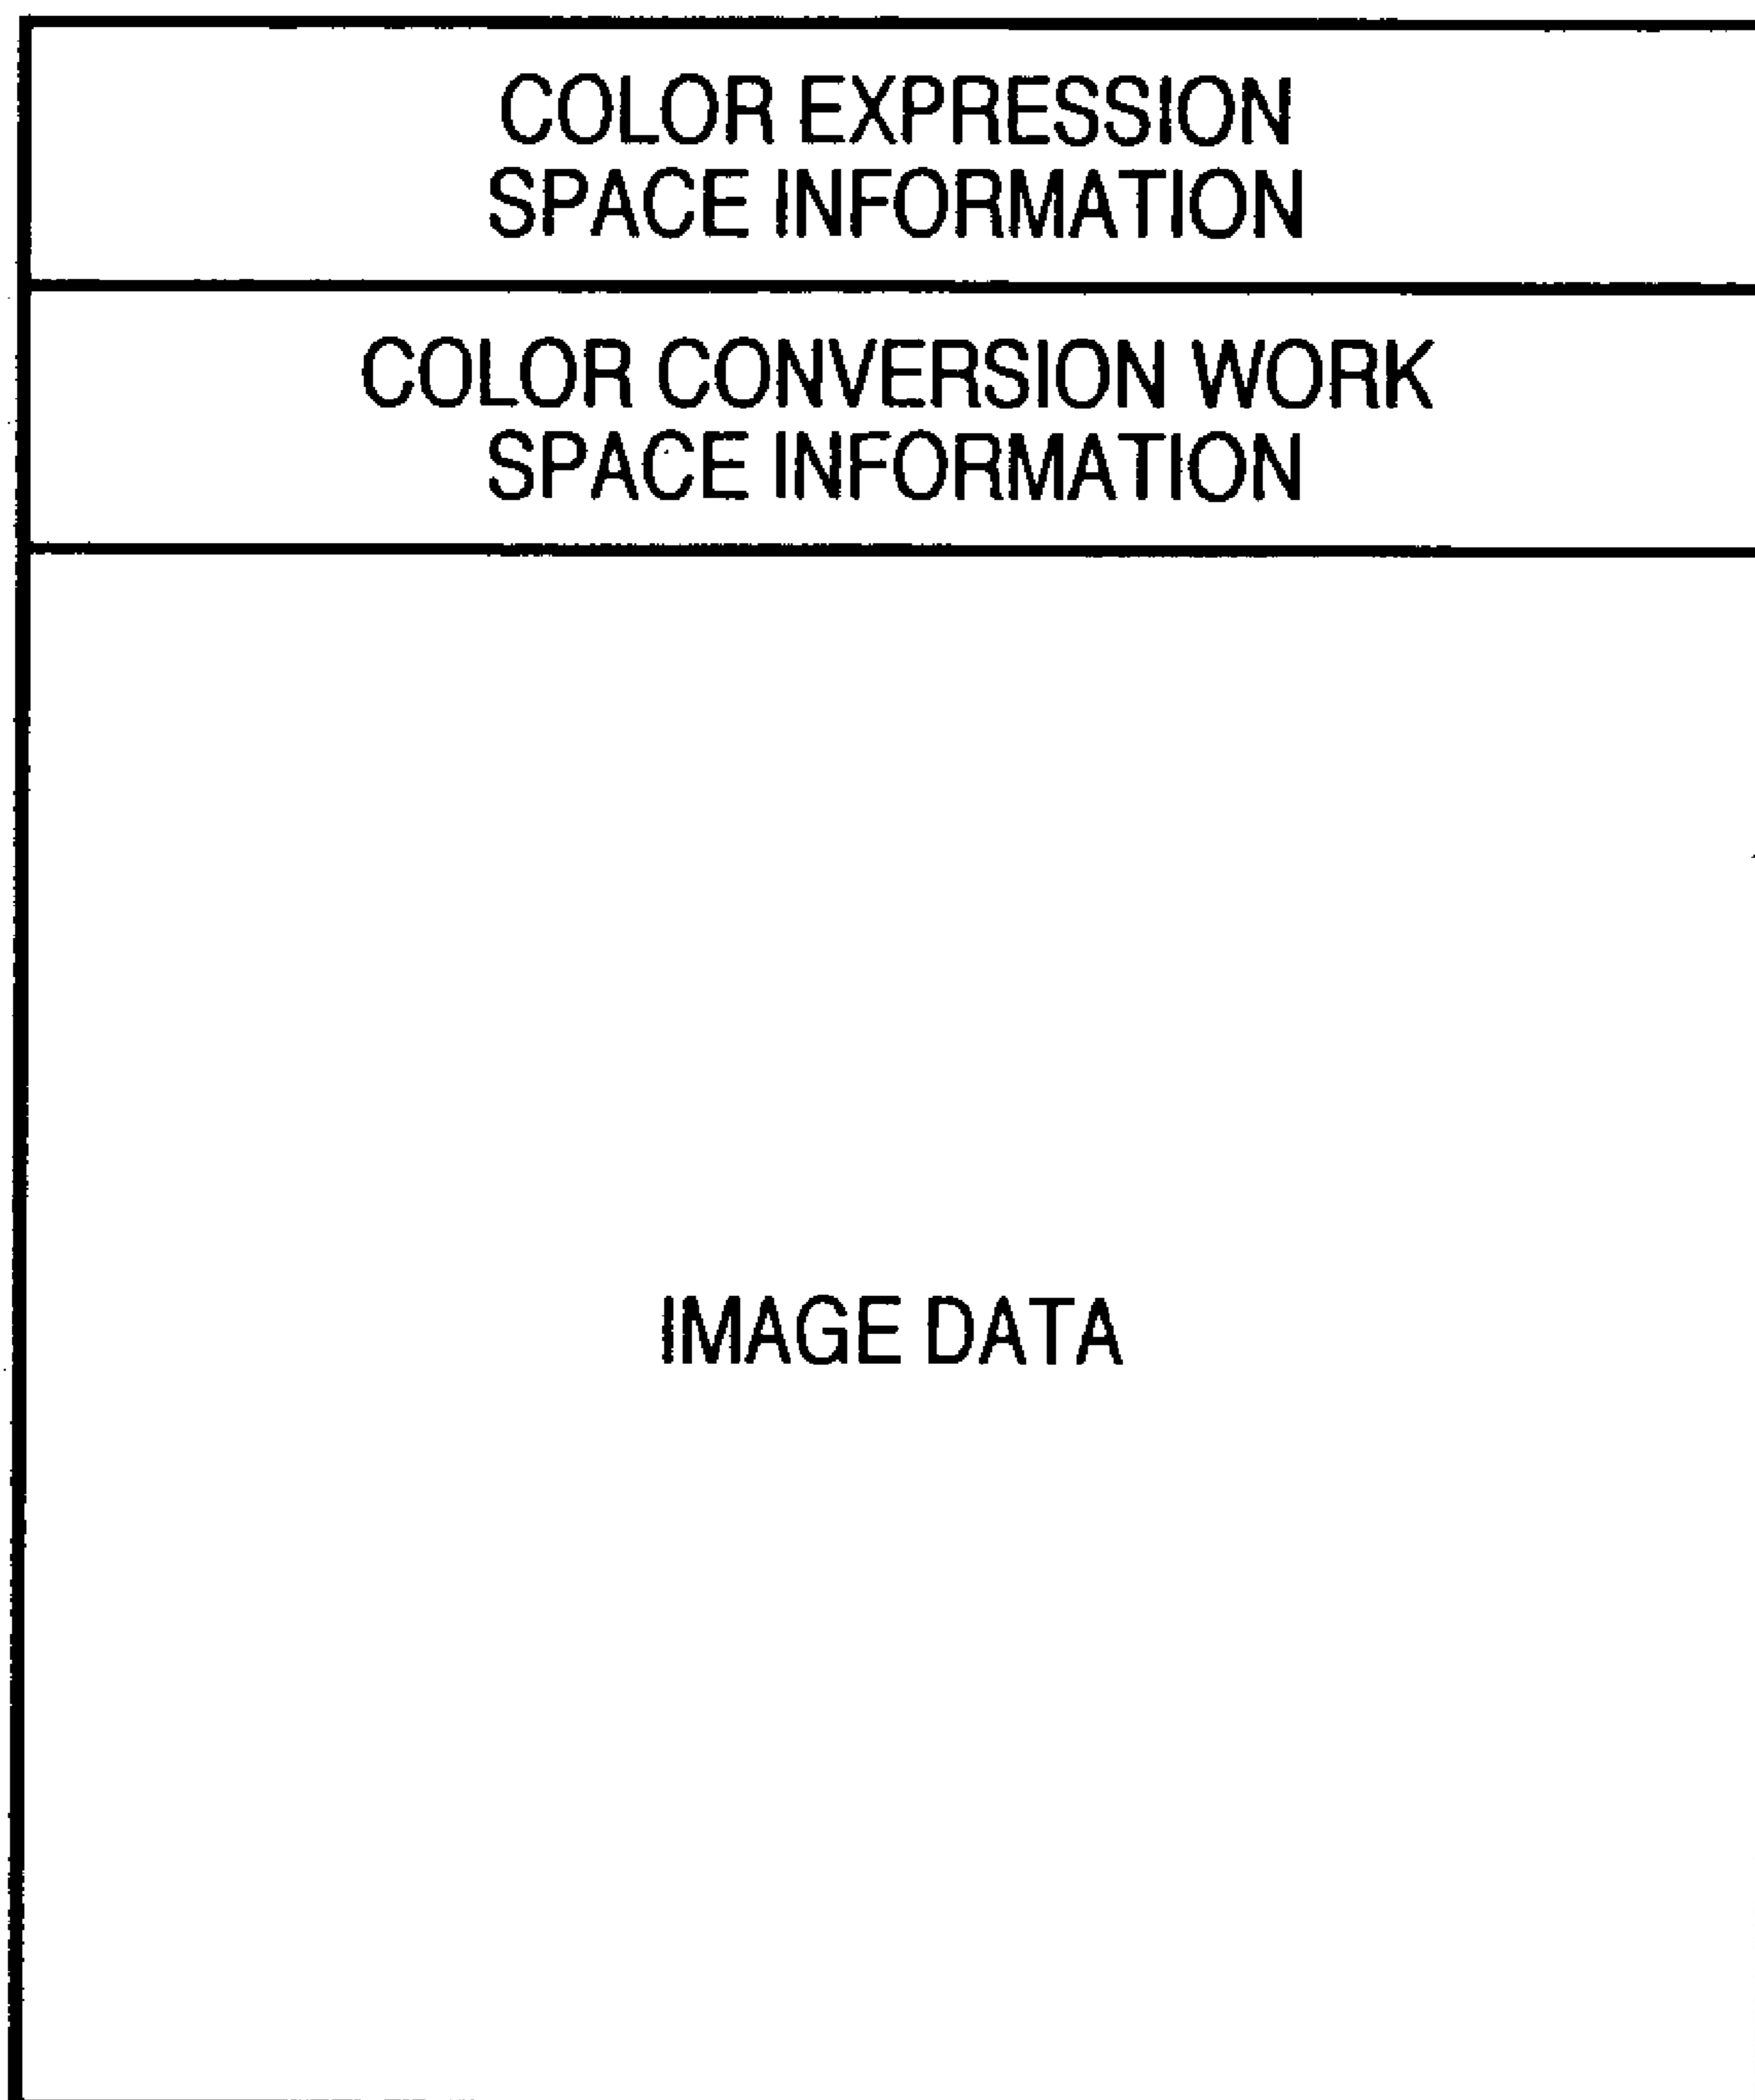 COLOR EXPRESSION
SPACE INFORMATION
COLOR CONVERSION WORK
SPACE INFORMATION
IMAGE DATA